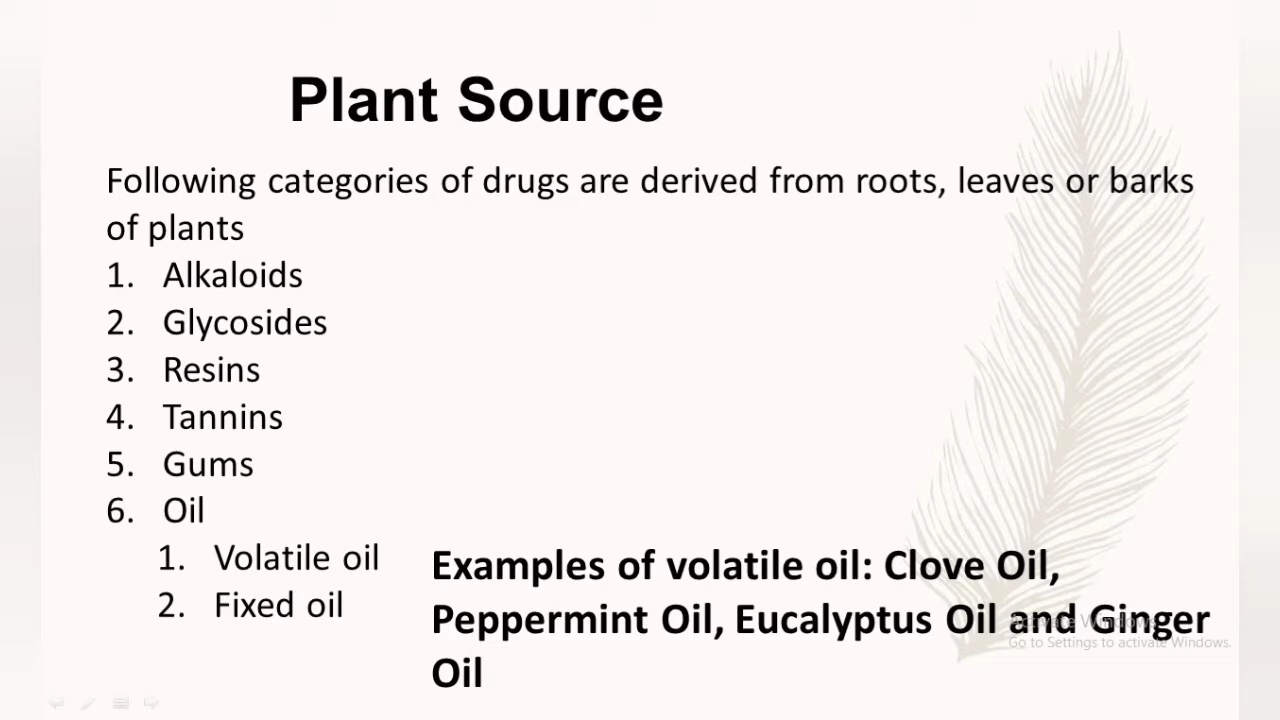 Plant Source
Following categories of drugs are derived from roots, leaves or barks
of plants
1. Alkaloids
2. Glycosides
3. Resins
4. Tannins
5. Gums
6. Oil
1. Volatile oil
2. Fixed oil
Examples of volatile oil: Clove Oil,
Peppermint Oil, Eucalyptus Oil and Ginger
Oil
Activate Windows
Go to Settings to activate Windows.